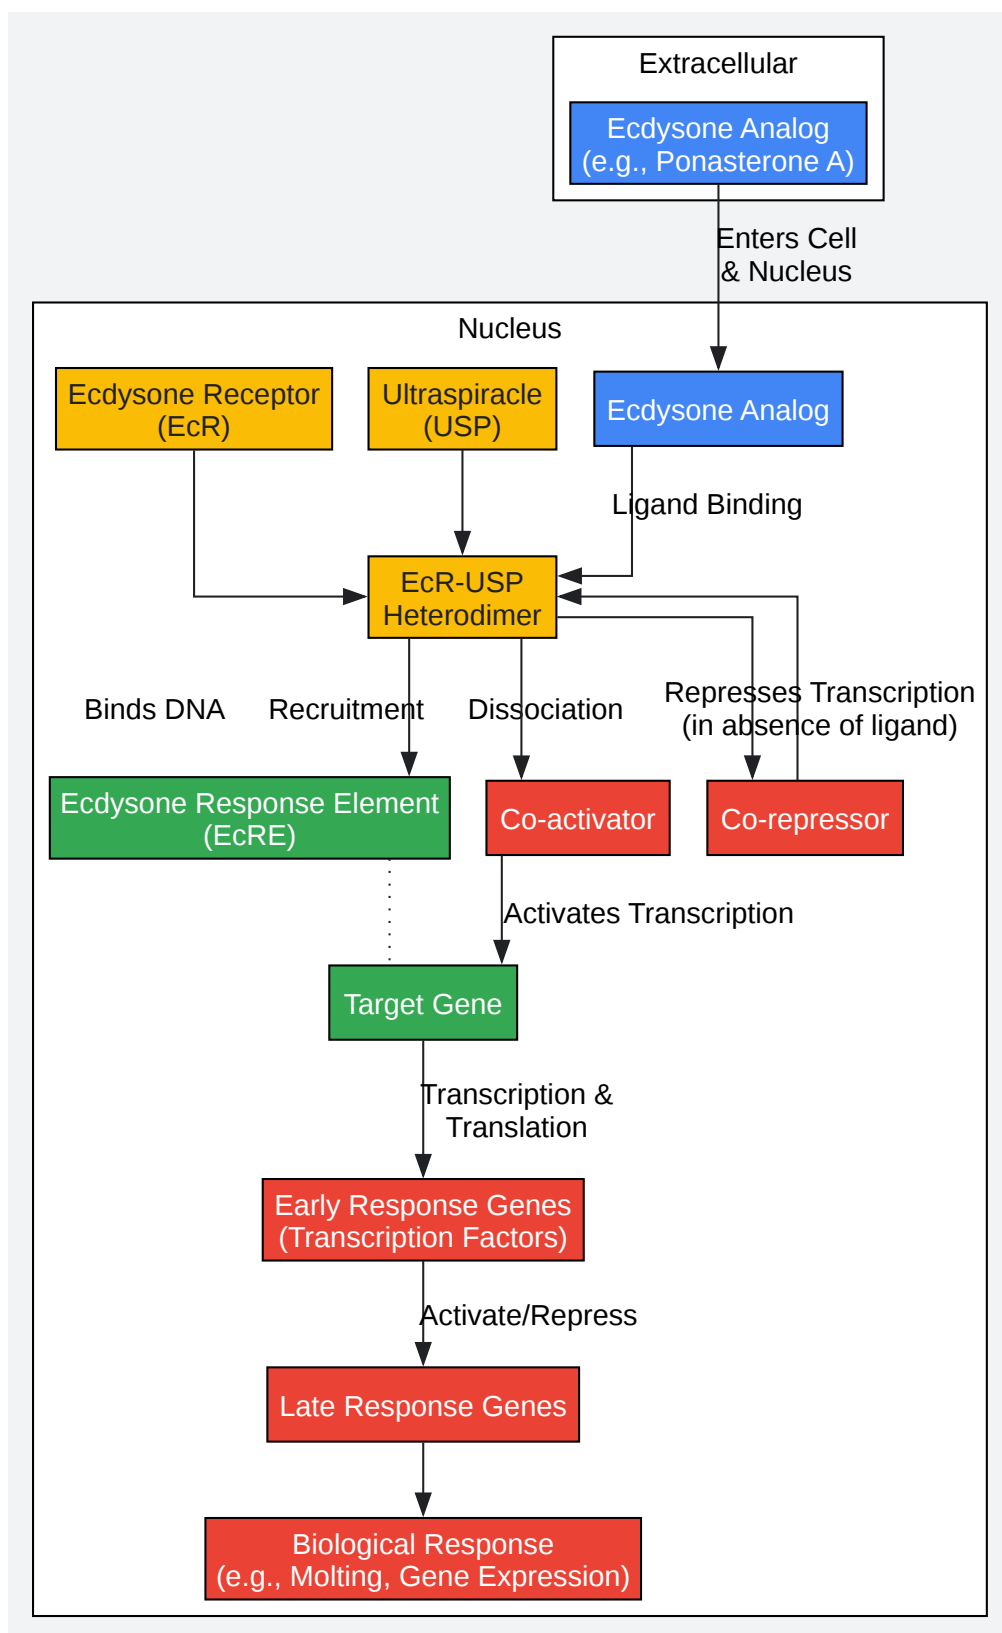 Extracellular
Ecdysone Analog
(e.g., Ponasterone A)
Enters Cell
& Nucleus
Nucleus
Ecdysone Receptor
(EcR)
Ultraspiracle
(USP)
Ecdysone Analog
Ligand Binding
EcR-USP
Heterodimer
Binds DNA
Recruitment
Dissociation
Represses Transcription
(in absence of ligand)
Ecdysone Response Element
(EcRE)
Co-activator
Co-repressor
Activates Transcription
Target Gene
Transcription &
Translation
Early Response Genes
(Transcription Factors)
Activate/Repress
Late Response Genes
Biological Response
(e.g., Molting, Gene Expression)